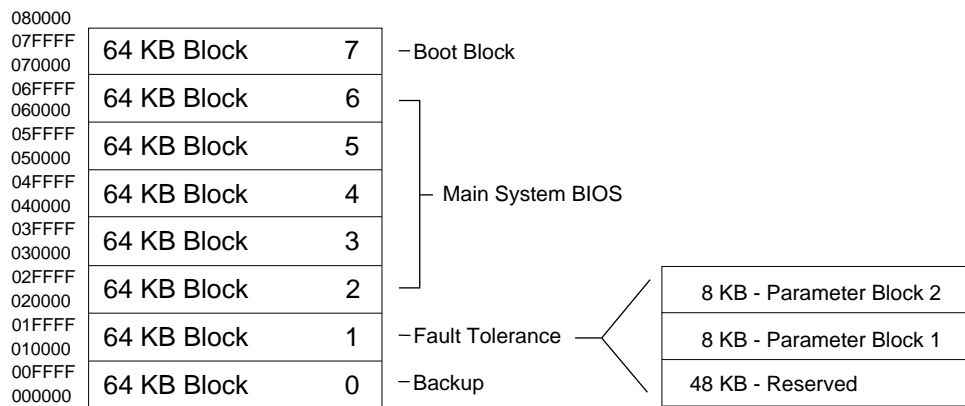 080000
07FFFF
64 KB Block 7
Boot Block
070000
06FFFF
64 KB Block 6
060000
05FFFF
64 KB Block 5
050000
04FFFF
64 KB Block 4
Main System BIOS
040000
03FFFF
64 KB Block 3
030000
02FFFF
64 KB Block 2
020000
8 KB - Parameter Block 2
01FFFF
64 KB Block 1
Fault Tolerance
8 KB - Parameter Block 1
010000
00FFFF
64 KB Block 0
Backup
48 KB - Reserved
000000